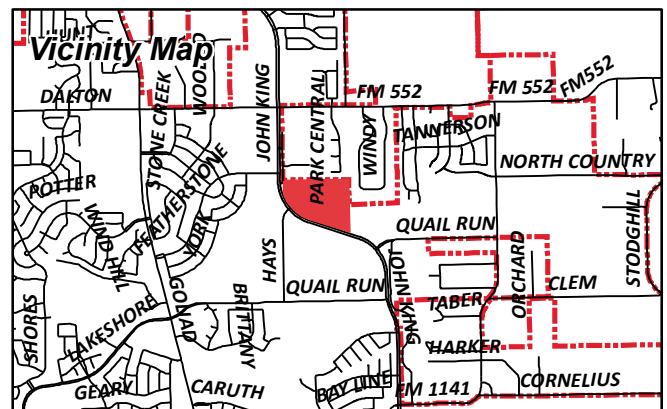 Vicinity Map
WOOD
FM 552
FM 552
FM552
DALTON
STONE CREEK
JOHN KING
PARK CENTRAL
WINDY
TANNERSON
NORTH COUNTRY
POTTER
FEATHERSTONE
WIND HILL
YORK
HAYS
QUAIL RUN
QUAIL RUN
JOHN KING
ORCHARD
STODGHILL
CLEM
GOLIAD
BRITTANY
TABER
SHORES
LAKESHORE
HARKER
GEARY
CARUTH
BAY LINE
FM 1141
CORNELIUS